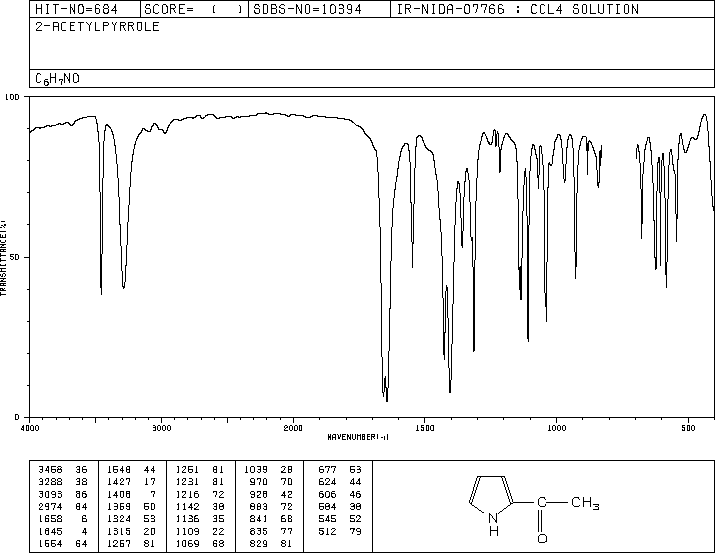 HIT-NO=684 SCORE= ( ) SDBS-NO=10394 IR-NIDA-07766 : CCL4 SOLUTION
2-ACETYLPYRROLE
C6H7NO
100
TRANSMITTANCE(%)
50
0
4000 3000 2000 1500 1000 500
WAVENUMBER(-1)
3458 36 1548 44 1251 81 1039 28 677 53
3288 38 1427 17 1231 81 970 70 624 44
3093 86 1408 7 1216 72 928 42 606 46
2974 84 1359 50 1142 38 883 72 584 38
1658 6 1324 53 1136 35 841 68 545 52
1645 4 1315 20 1109 22 835 77 512 79
1554 64 1257 81 1069 68 829 81
C CH3
N
H O